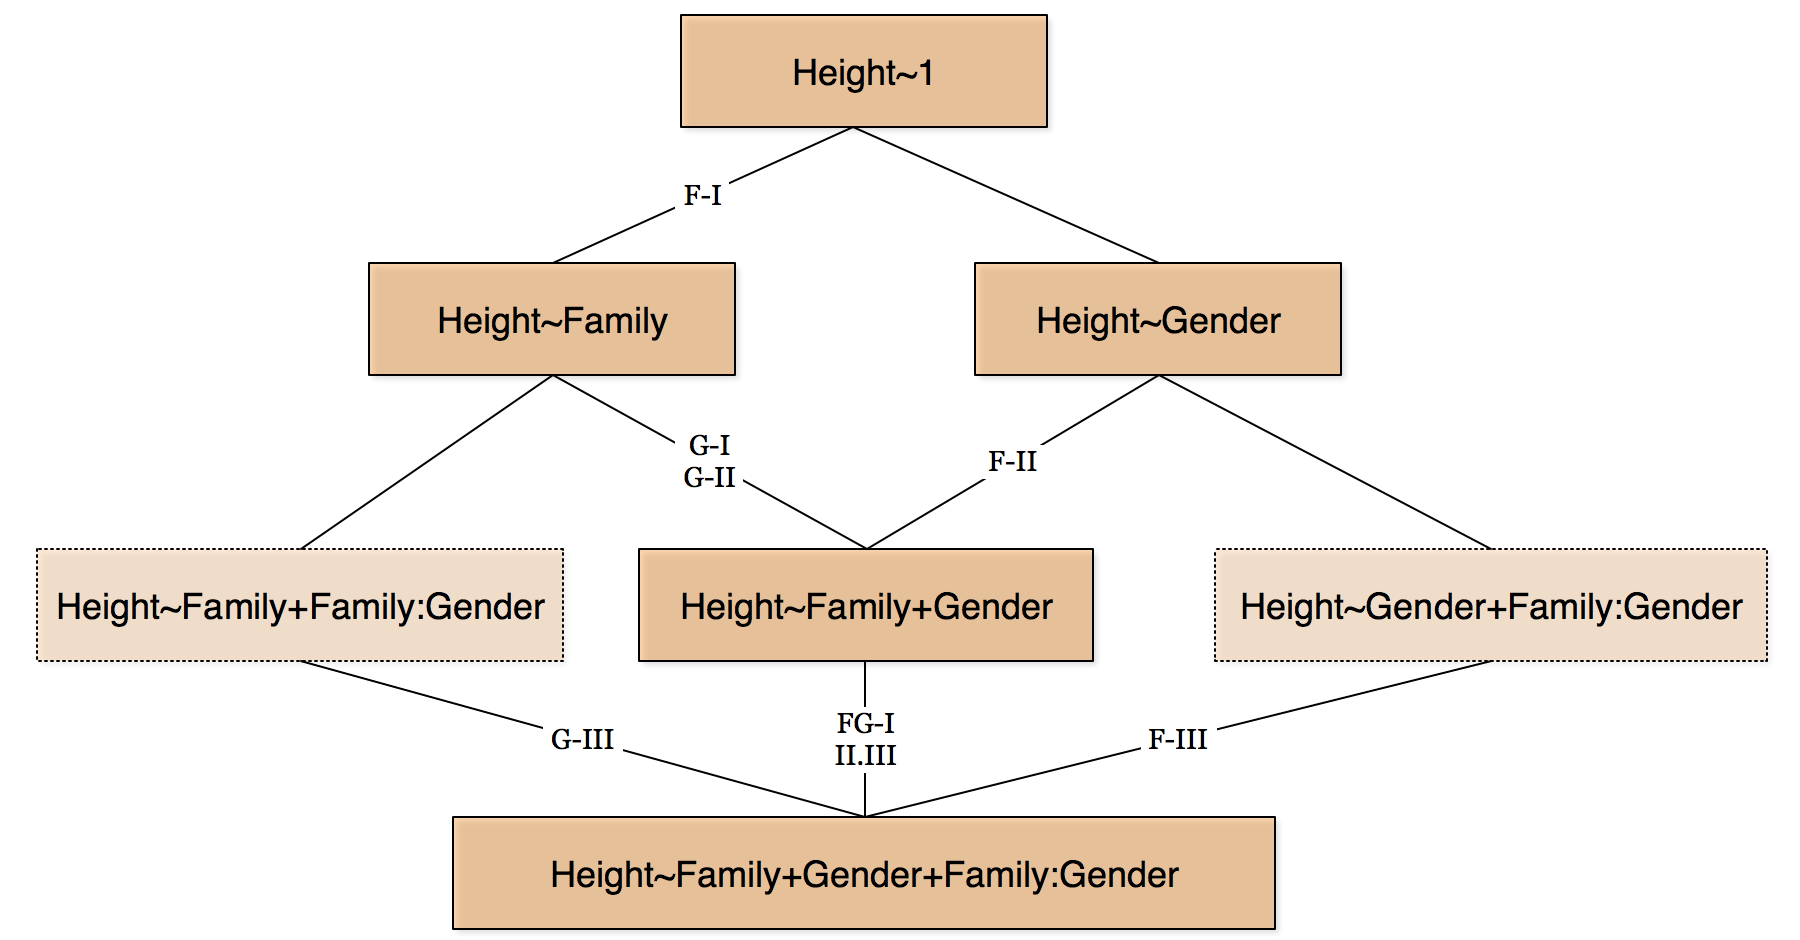 Height~1
F-I
Height~Family
Height~Gender
G-I
G-II
F-II
Height~Family+Family:Gender
Height~Family+Gender
Height~Gender+Family:Gender
G-III
FG-I
II.III
F-III
Height~Family+Gender+Family:Gender